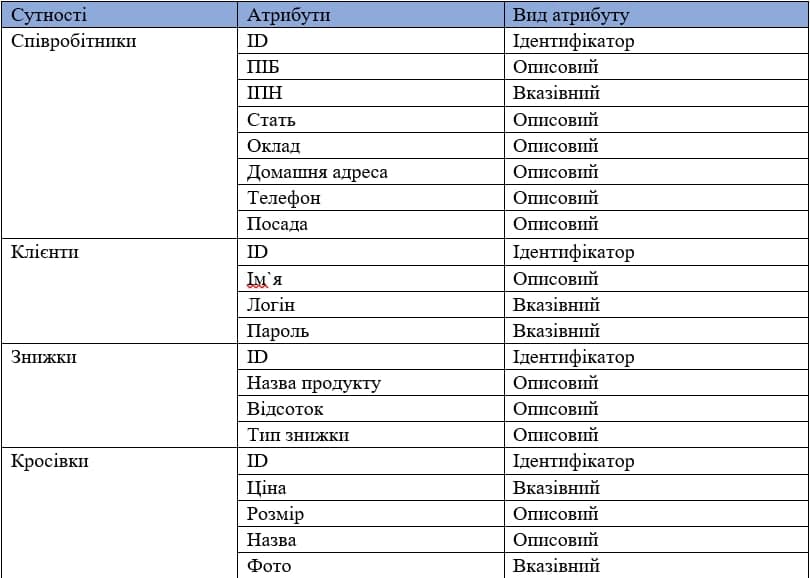 Сутності Атрибути Вид атрибуту
Співробітники ID Ідентифікатор
ПІБ Описовий
ІПН Вказівний
Стать Описовий
Оклад Описовий
Домашня адреса Описовий
Телефон Описовий
Посада Описовий
Клієнти ID Ідентифікатор
Ім`я Описовий
Логін Вказівний
Пароль Вказівний
Знижки ID Ідентифікатор
Назва продукту Описовий
Відсоток Описовий
Тип знижки Описовий
Кросівки ID Ідентифікатор
Ціна Вказівний
Розмір Описовий
Назва Описовий
Фото Вказівний